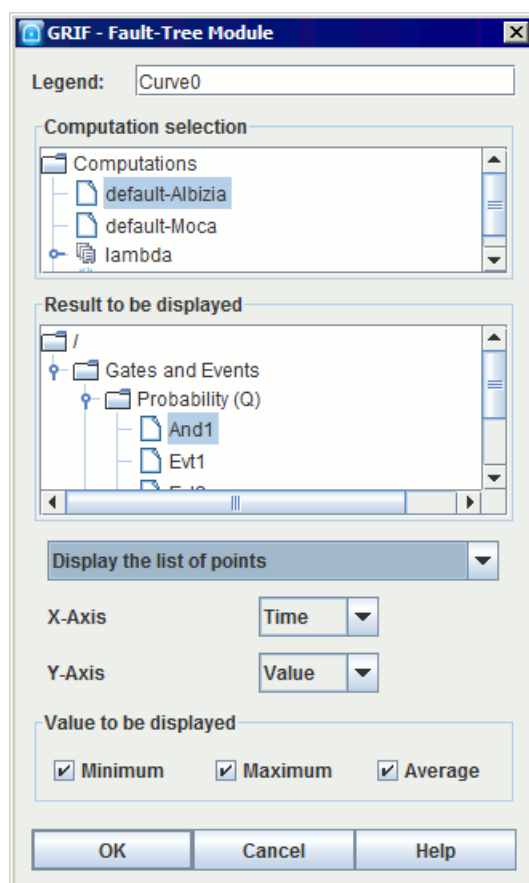 GRIF - Fault-Tree Module
Legend: Curve0
Computation selection
Computations
default-Albizia
default-Moca
lambda
Result to be displayed
/
Gates and Events
Probability (Q)
And1
Evt1
Display the list of points
X-Axis Time
Y-Axis Value
Value to be displayed
Minimum Maximum Average
OK Cancel Help